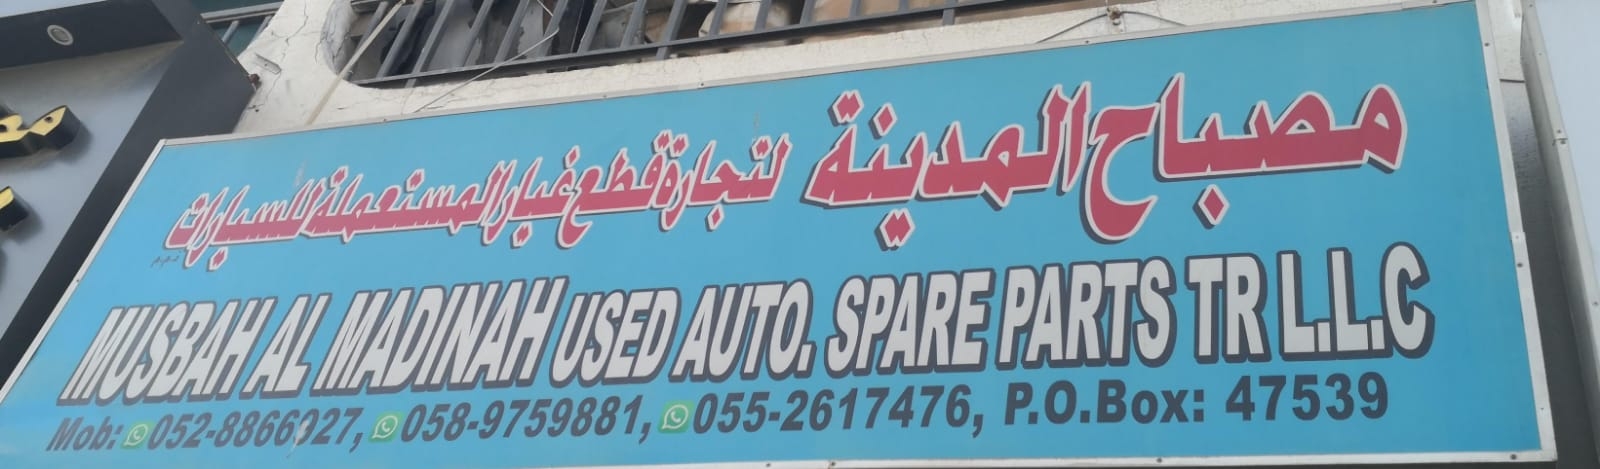 مصباح المدينة لتجارة قطع غيار المستعملة للسيارات
ذ.م.م
MUSBAH AL MADINAH USED AUTO. SPARE PARTS TR L.L.C
Mob: 052-8866927, 058-9759881, 055-2617476, P.O.Box: 47539